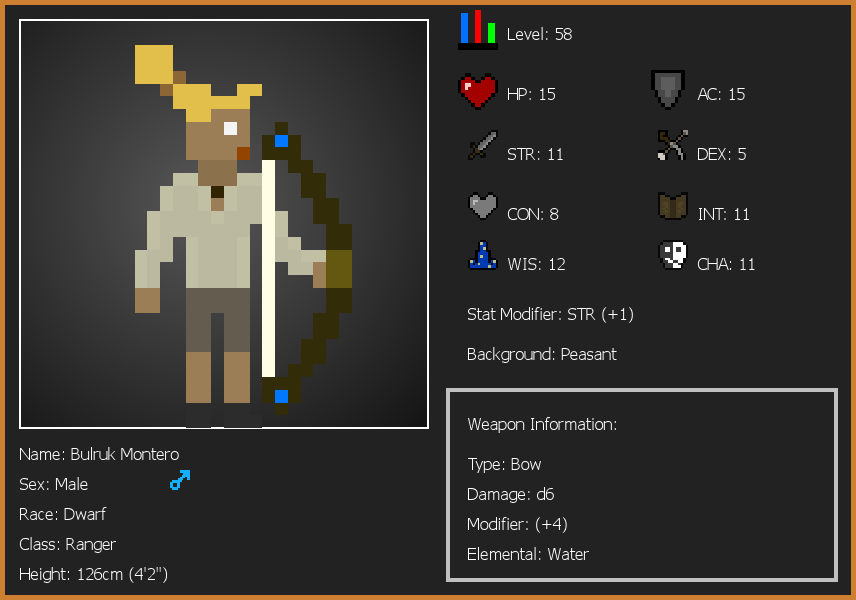 Level: 58
HP: 15
AC: 15
STR: 11
DEX: 5
CON: 8
INT: 11
WIS: 12
CHA: 11
Stat Modifier: STR (+1)
Background: Peasant
Weapon Information:
Type: Bow
Damage: d6
Modifier: (+4)
Elemental: Water
Name: Bulruk Montero
Sex: Male
Race: Dwarf
Class: Ranger
Height: 126cm (4'2")